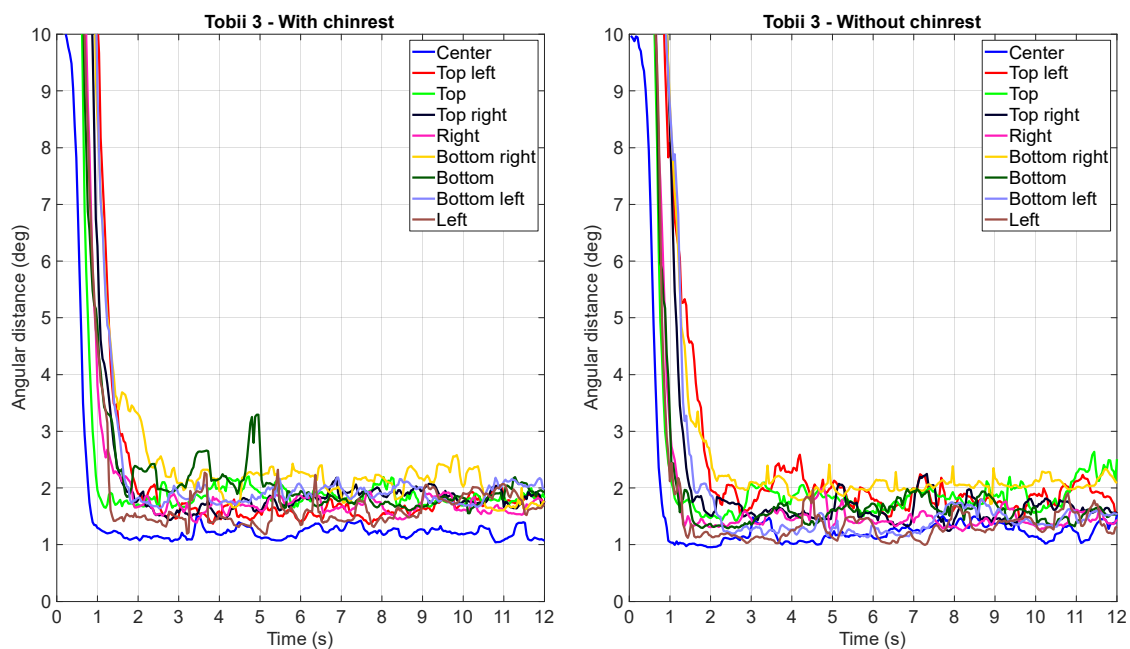 Tobii 3 - With chinrest
10
9
8
7
6
5
4
3
2
1
0
Angular distance (deg)
0 1 2 3 4 5 6 7 8 9 10 11 12
Time (s)
Center
Top left
Top
Top right
Right
Bottom right
Bottom
Bottom left
Left
Tobii 3 - Without chinrest
10
9
8
7
6
5
4
3
2
1
0
Angular distance (deg)
0 1 2 3 4 5 6 7 8 9 10 11 12
Time (s)
Center
Top left
Top
Top right
Right
Bottom right
Bottom
Bottom left
Left